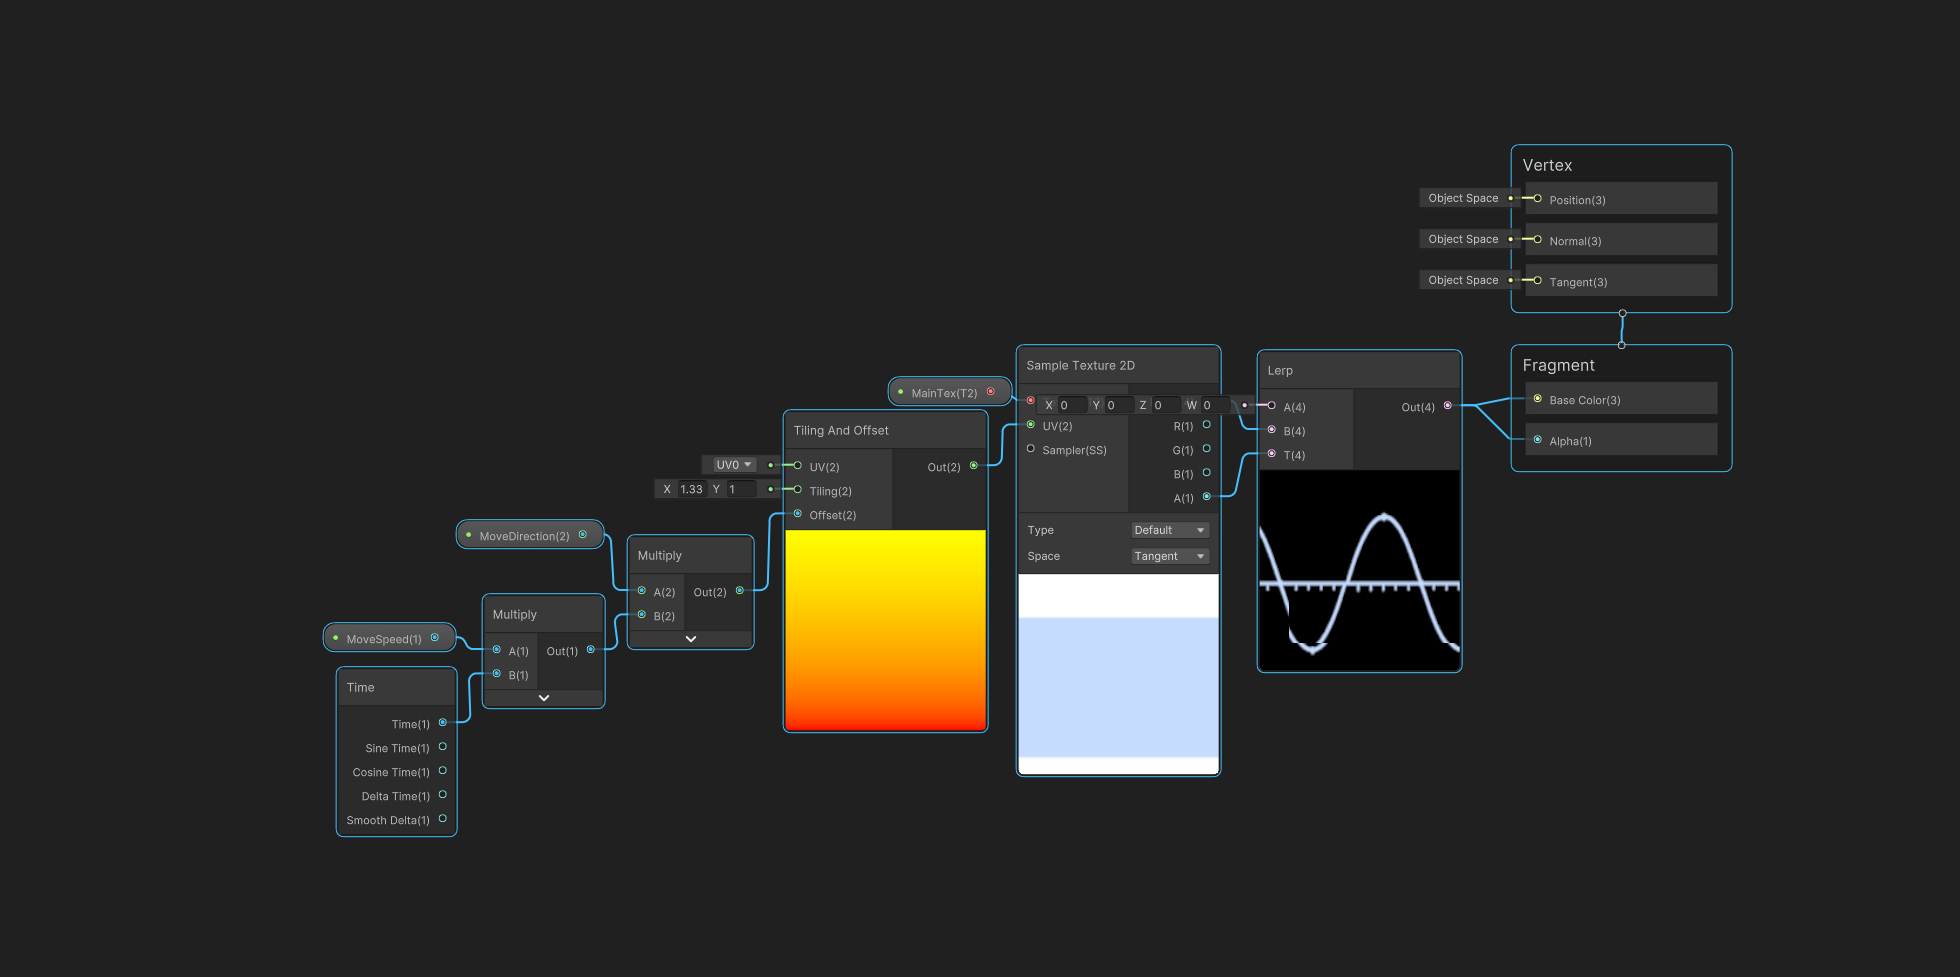 Vertex
Object Space
Position(3)
Object Space
Normal(3)
Object Space
Tangent(3)
Fragment
Base Color(3)
Alpha(1)
Lerp
A(4)
B(4)
T(4)
Out(4)
Sample Texture 2D
X 0 Y 0 Z 0 W 0
UV(2)
Sampler(SS)
R(1)
G(1)
B(1)
A(1)
Type Default
Space Tangent
MainTex(T2)
Tiling And Offset
UV0
UV(2)
Out(2)
X 1.33 Y 1
Tiling(2)
Offset(2)
MoveDirection(2)
Multiply
A(2)
Out(2)
B(2)
Multiply
A(1)
Out(1)
B(1)
MoveSpeed(1)
Time
Time(1)
Sine Time(1)
Cosine Time(1)
Delta Time(1)
Smooth Delta(1)